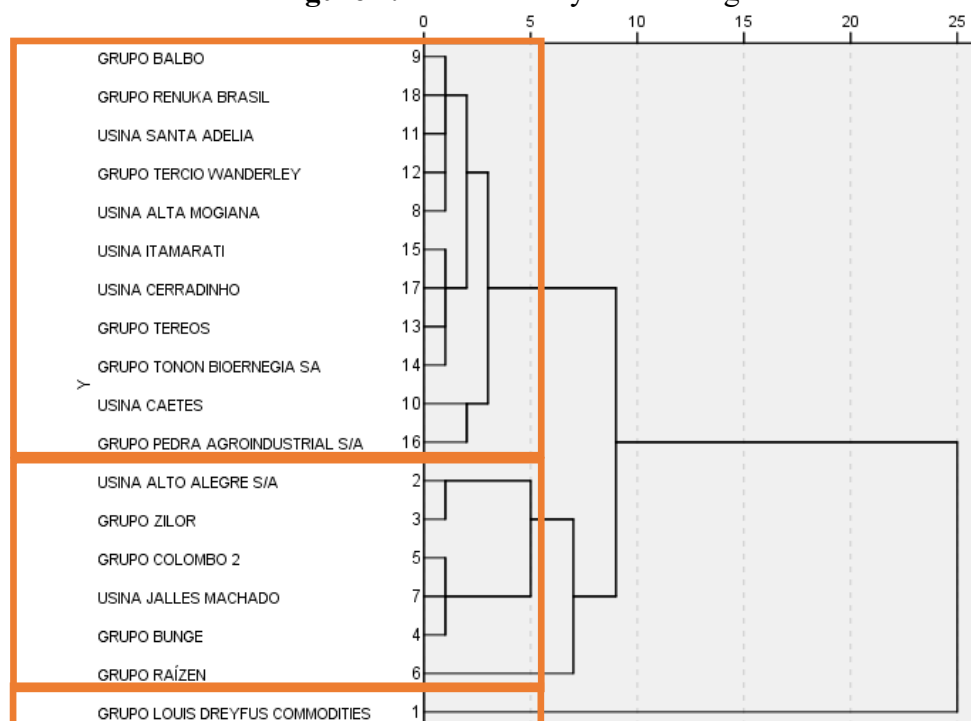 0 5 10 15 20 25
GRUPO BALBO 9
GRUPO RENUKA BRASIL 18
USINA SANTA ADELIA 11
GRUPO TERCIO WANDERLEY 12
USINA ALTA MOGIANA 8
USINA ITAMARATI 15
USINA CERRADINHO 17
GRUPO TEREOS 13
GRUPO TONON BIOERNEGIA SA 14
Y
USINA CAETES 10
GRUPO PEDRA AGROINDUSTRIAL S/A 16
USINA ALTO ALEGRE S/A 2
GRUPO ZILOR 3
GRUPO COLOMBO 2 5
USINA JALLES MACHADO 7
GRUPO BUNGE 4
GRUPO RAÍZEN 6
GRUPO LOUIS DREYFUS COMMODITIES 1